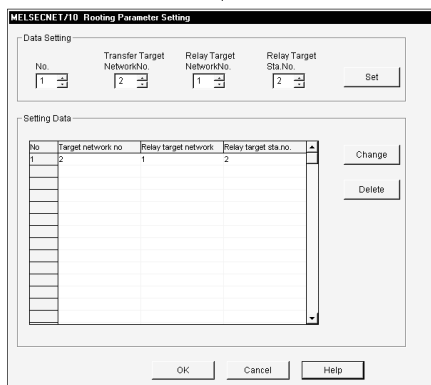 MELSECNET/10 Rooting Parameter Setting
Data Setting
No.
Transfer Target
NetworkNo.
Relay Target
NetworkNo.
Relay Target
Sta.No.
1 2 1 2 Set
Setting Data
No Target network no Relay target network Relay target sta.no.
1 2 1 2
Change
Delete
OK Cancel Help